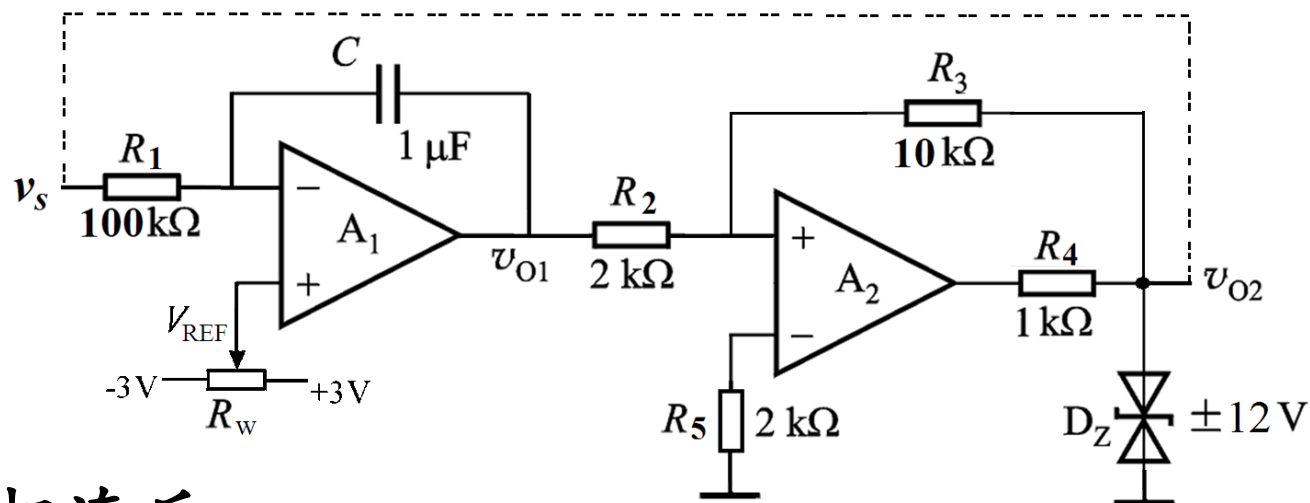 C
1 μF
R1
100kΩ
vs
−
+
A1
vO1
VREF
-3V
+3V
Rw
R2
2 kΩ
R3
10 kΩ
+
−
A2
R4
1 kΩ
vO2
R5 2 kΩ
DZ ±12 V